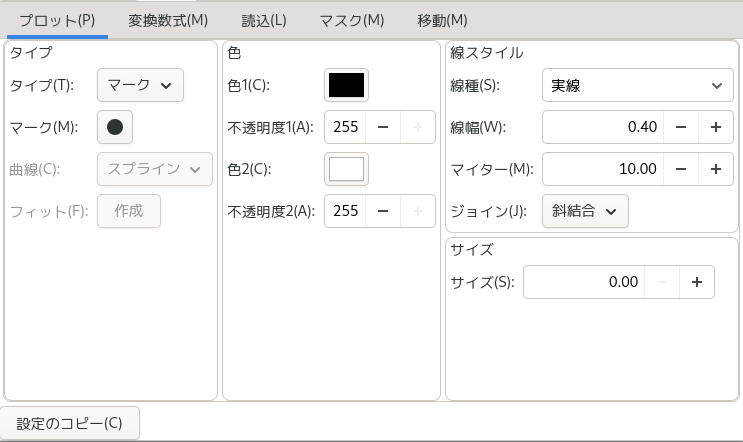 プロット(P) 変換数式(M) 読込(L) マスク(M) 移動(M)
タイプ
タイプ(T): マーク
マーク(M):
曲線(C): スプライン
フィット(F): 作成
色
色1(C):
不透明度1(A): 255
色2(C):
不透明度2(A): 255
線スタイル
線種(S): 実線
線幅(W): 0.40
マイター(M): 10.00
ジョイン(J): 斜結合
サイズ
サイズ(S): 0.00
設定のコピー(C)